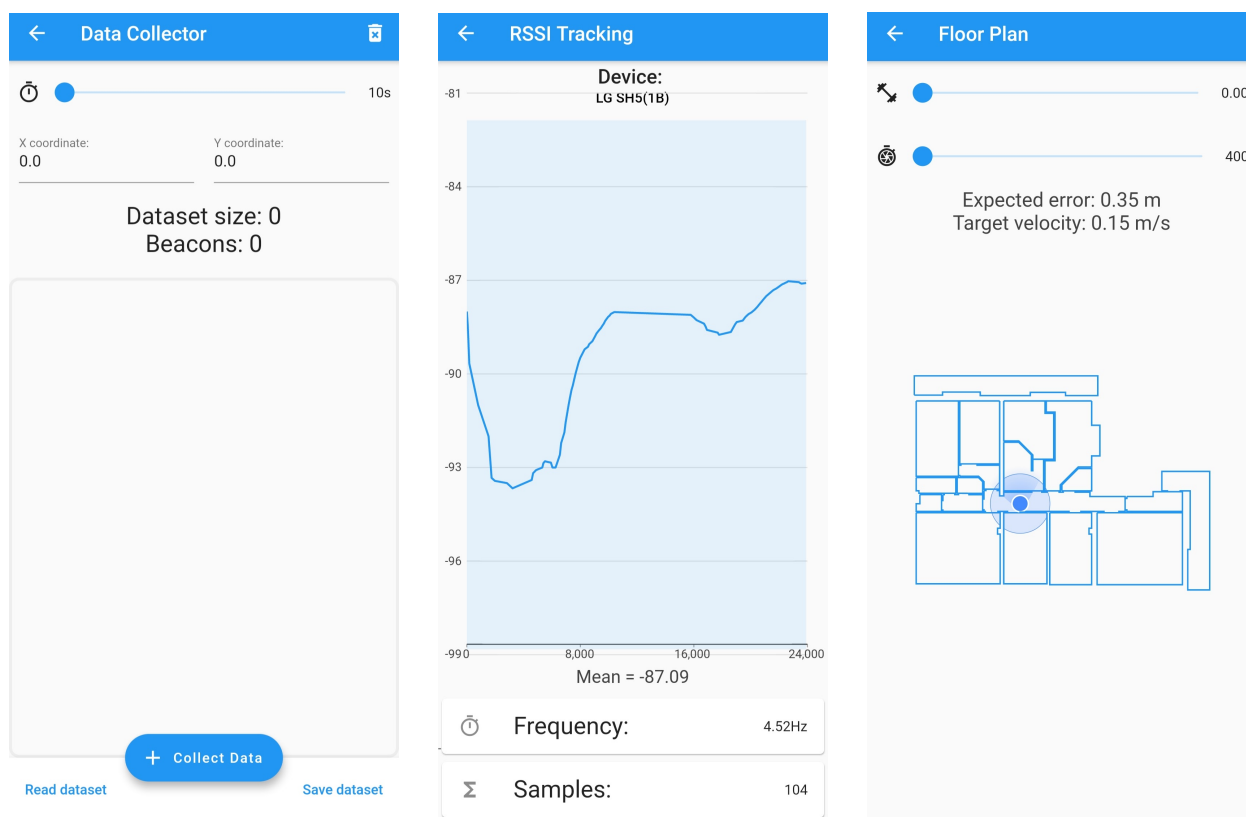 Data Collector
10s
X coordinate:
Y coordinate:
0.0
0.0
Dataset size: 0
Beacons: 0
Collect Data
Read dataset
Save dataset
RSSI Tracking
Device:
LG SH5(1B)
-81
-84
-87
-90
-93
-96
-99
0
8,000
16,000
24,000
Mean = -87.09
Frequency:
4.52Hz
Samples:
104
Floor Plan
0.00
400
Expected error: 0.35 m
Target velocity: 0.15 m/s